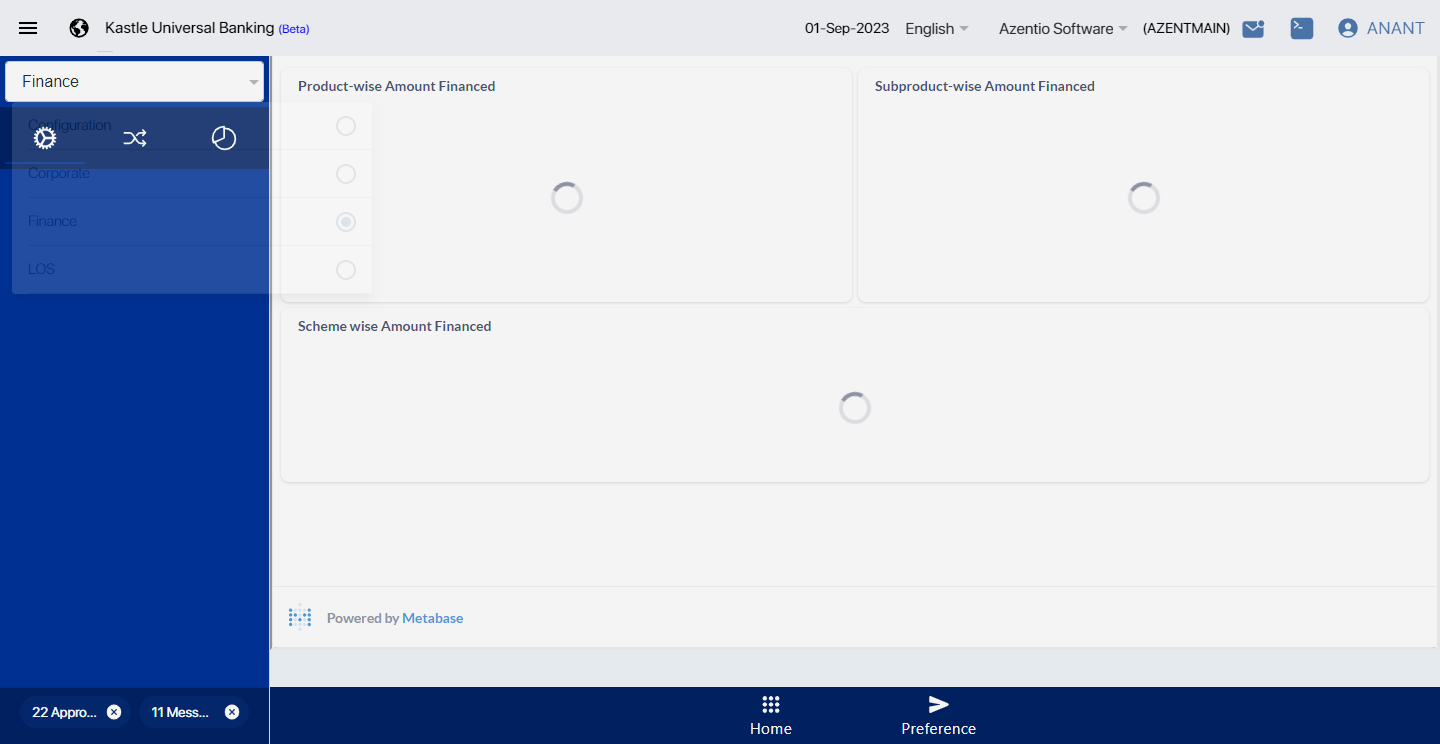 Kastle Universal Banking (Beta)
01-Sep-2023 English Azentio Software (AZENTMAIN) ANANT
Finance
Configuration
Corporate
Finance
LOS
Product-wise Amount Financed
Subproduct-wise Amount Financed
Scheme wise Amount Financed
Powered by Metabase
22 Appro... 11 Mess...
Home
Preference